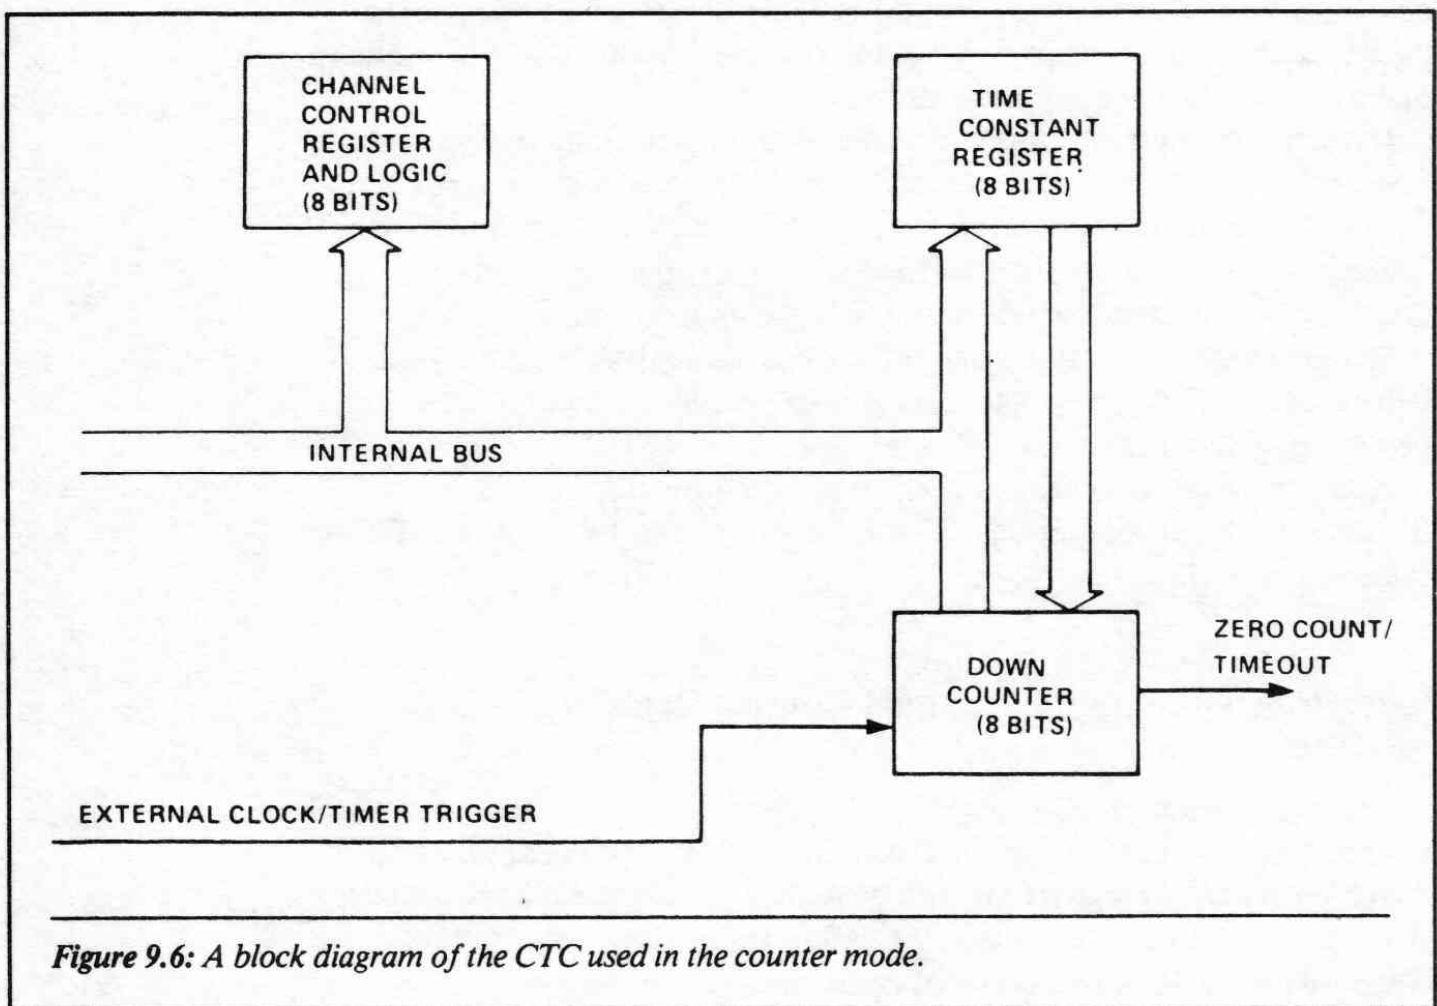 CHANNEL
CONTROL
REGISTER
AND LOGIC
(8 BITS)
TIME
CONSTANT
REGISTER
(8 BITS)
INTERNAL BUS
DOWN
COUNTER
(8 BITS)
ZERO COUNT/
TIMEOUT
EXTERNAL CLOCK/TIMER TRIGGER
Figure 9.6: A block diagram of the CTC used in the counter mode.